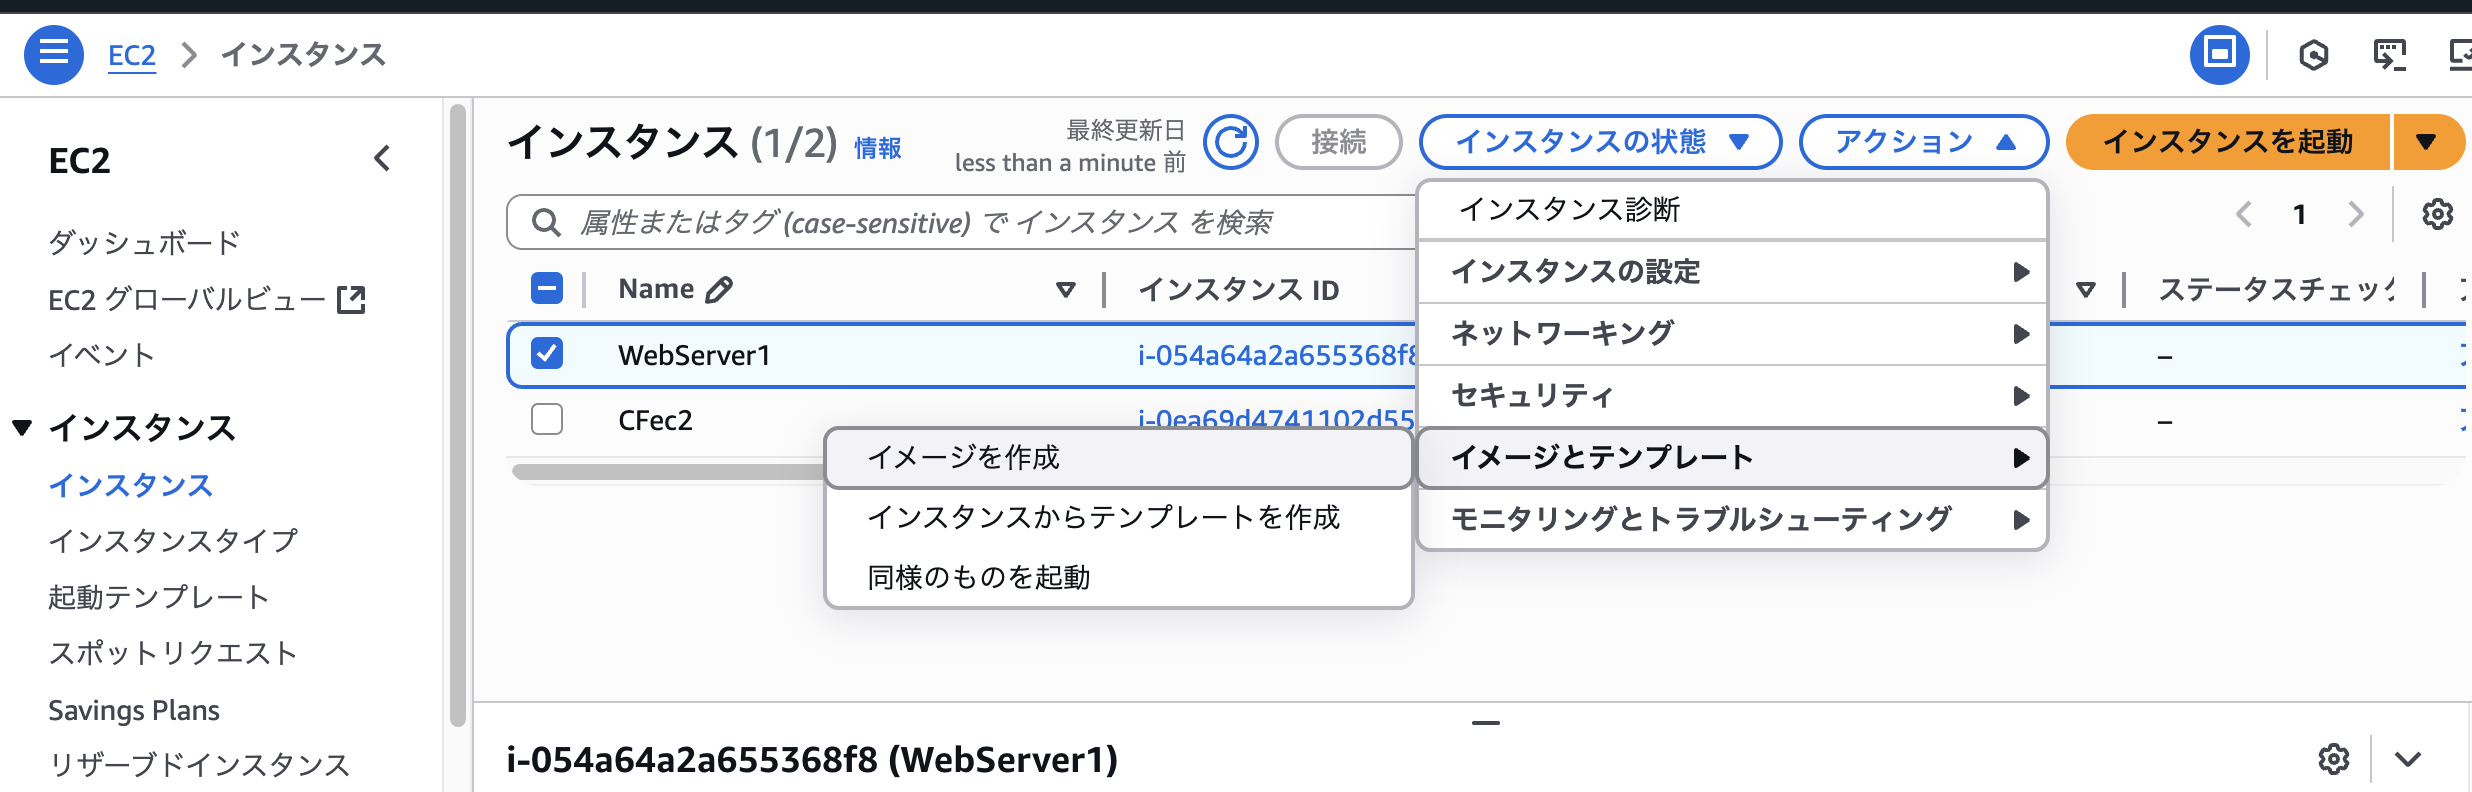 EC2 > インスタンス
EC2
ダッシュボード
EC2 グローバルビュー
イベント
インスタンス
インスタンス
インスタンスタイプ
起動テンプレート
スポットリクエスト
Savings Plans
リザーブドインスタンス
インスタンス (1/2) 情報
最終更新日
less than a minute 前
接続
インスタンスの状態
アクション
インスタンスを起動
属性またはタグ (case-sensitive) で インスタンス を検索
1
Name
インスタンス ID
ステータスチェック
WebServer1
i-054a64a2a655368f8
–
CFec2
i-0ea69d4741102d55
–
インスタンス診断
インスタンスの設定
ネットワーキング
セキュリティ
イメージとテンプレート
モニタリングとトラブルシューティング
イメージを作成
インスタンスからテンプレートを作成
同様のものを起動
i-054a64a2a655368f8 (WebServer1)